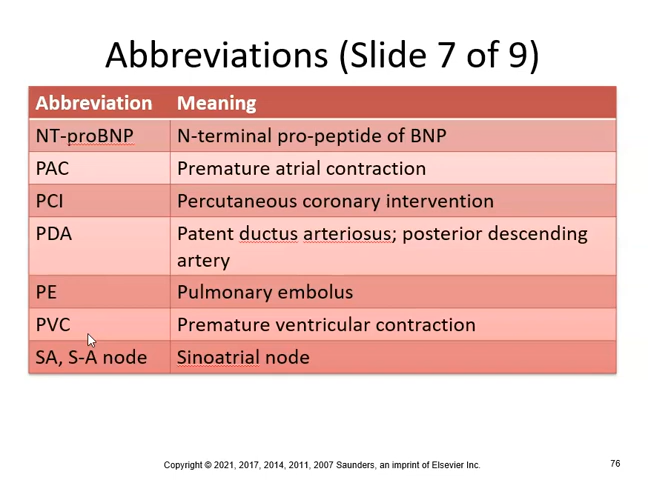 Abbreviations (Slide 7 of 9)
Abbreviation Meaning
NT-proBNP N-terminal pro-peptide of BNP
PAC Premature atrial contraction
PCI Percutaneous coronary intervention
PDA Patent ductus arteriosus; posterior descending
artery
PE Pulmonary embolus
PVC Premature ventricular contraction
SA, S-A node Sinoatrial node
Copyright © 2021, 2017, 2014, 2011, 2007 Saunders, an imprint of Elsevier Inc. 76